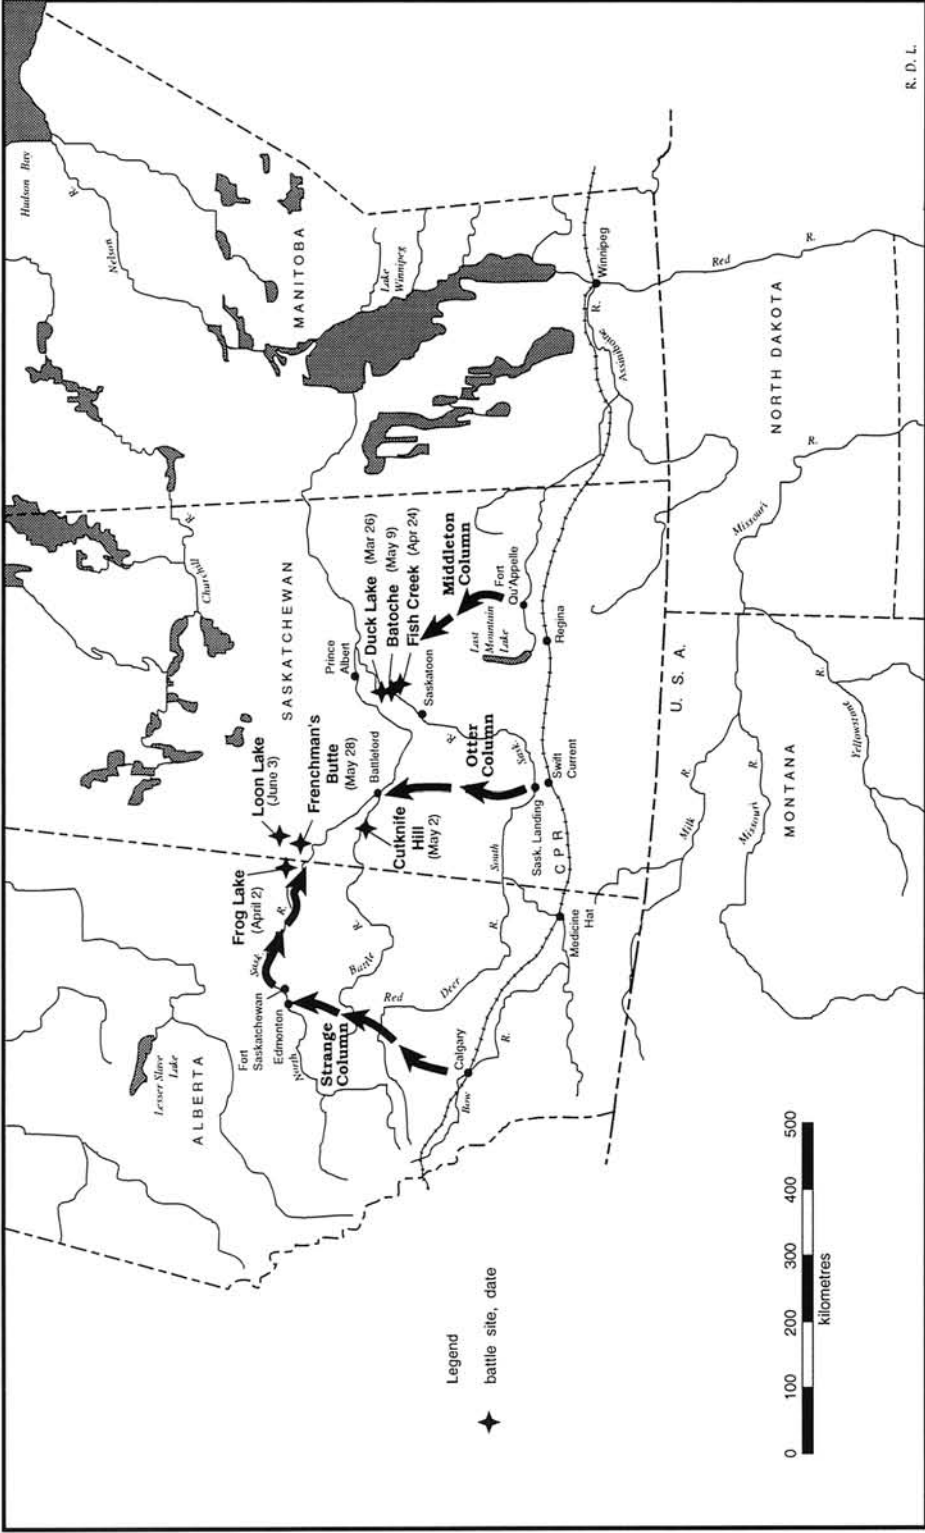 Hudson Bay
Nelson
R.
MANITOBA
Lake
Winnipeg
Churchill
R.
SASKATCHEWAN
Loon Lake
(June 3)
Frenchman's
Butte
(May 28)
Frog Lake
(April 2)
Prince
Albert
Duck Lake (Mar 26)
Batoche (May 9)
Fish Creek (Apr 24)
Saskatoon
Battleford
Cutknife
Hill
(May 2)
Lesser Slave
Lake
ALBERTA
Fort
Saskatchewan
Edmonton
North
Sask.
R.
Strange
Column
Battle
R.
Red
Deer
R.
Otter
Column
South
Sask.
R.
Middleton
Column
Last
Mountain
Lake
Fort
Qu'Appelle
Regina
Sask. Landing
Swift
Current
C P R
Medicine
Hat
Calgary
Bow
R.
Winnipeg
Assiniboine
R.
Red
R.
U. S. A.
NORTH DAKOTA
Missouri
R.
MONTANA
Milk
R.
Missouri
R.
Yellowstone
R.
Legend
battle site, date
0 100 200 300 400 500
kilometres
R. D. L.